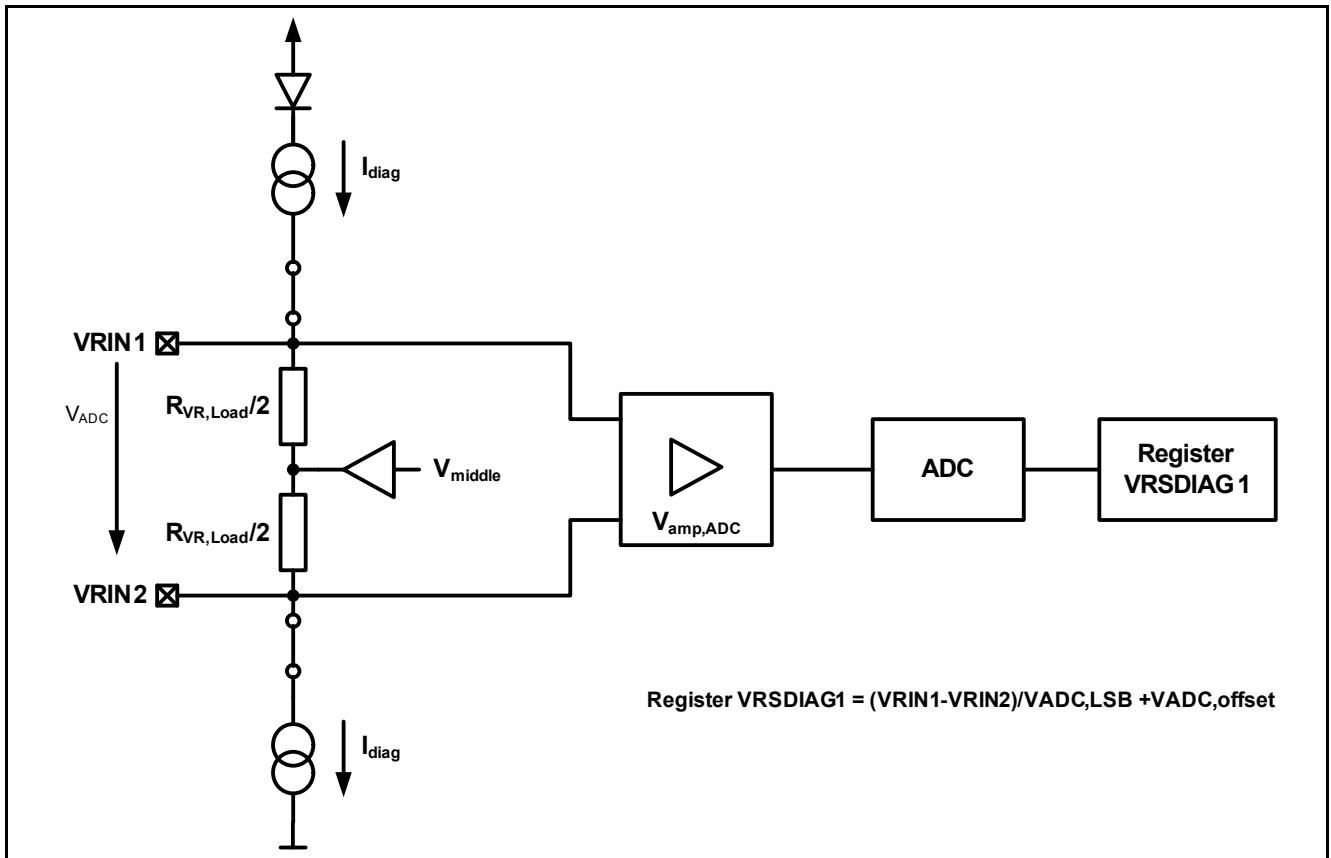 Idiag
VRIN1
VADC
RVR,Load/2
Vmiddle
RVR,Load/2
VRIN2
Vamp,ADC
ADC
Register
VRSDIAG1
Register VRSDIAG1 = (VRIN1-VRIN2)/VADC,LSB +VADC,offset
Idiag